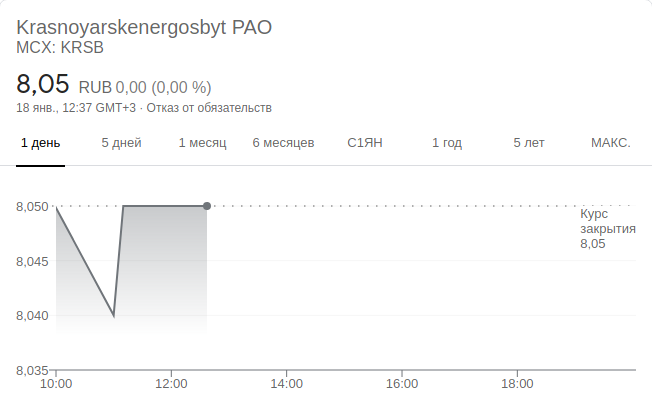 Krasnoyarskenergosbyt PAO
MCX: KRSB
8,05 RUB 0,00 (0,00 %)
18 янв., 12:37 GMT+3 · Отказ от обязательств
1 день 5 дней 1 месяц 6 месяцев С1ЯН 1 год 5 лет МАКС.
8,050
Курс
закрытия
8,05
8,045
8,040
8,035
10:00 12:00 14:00 16:00 18:00